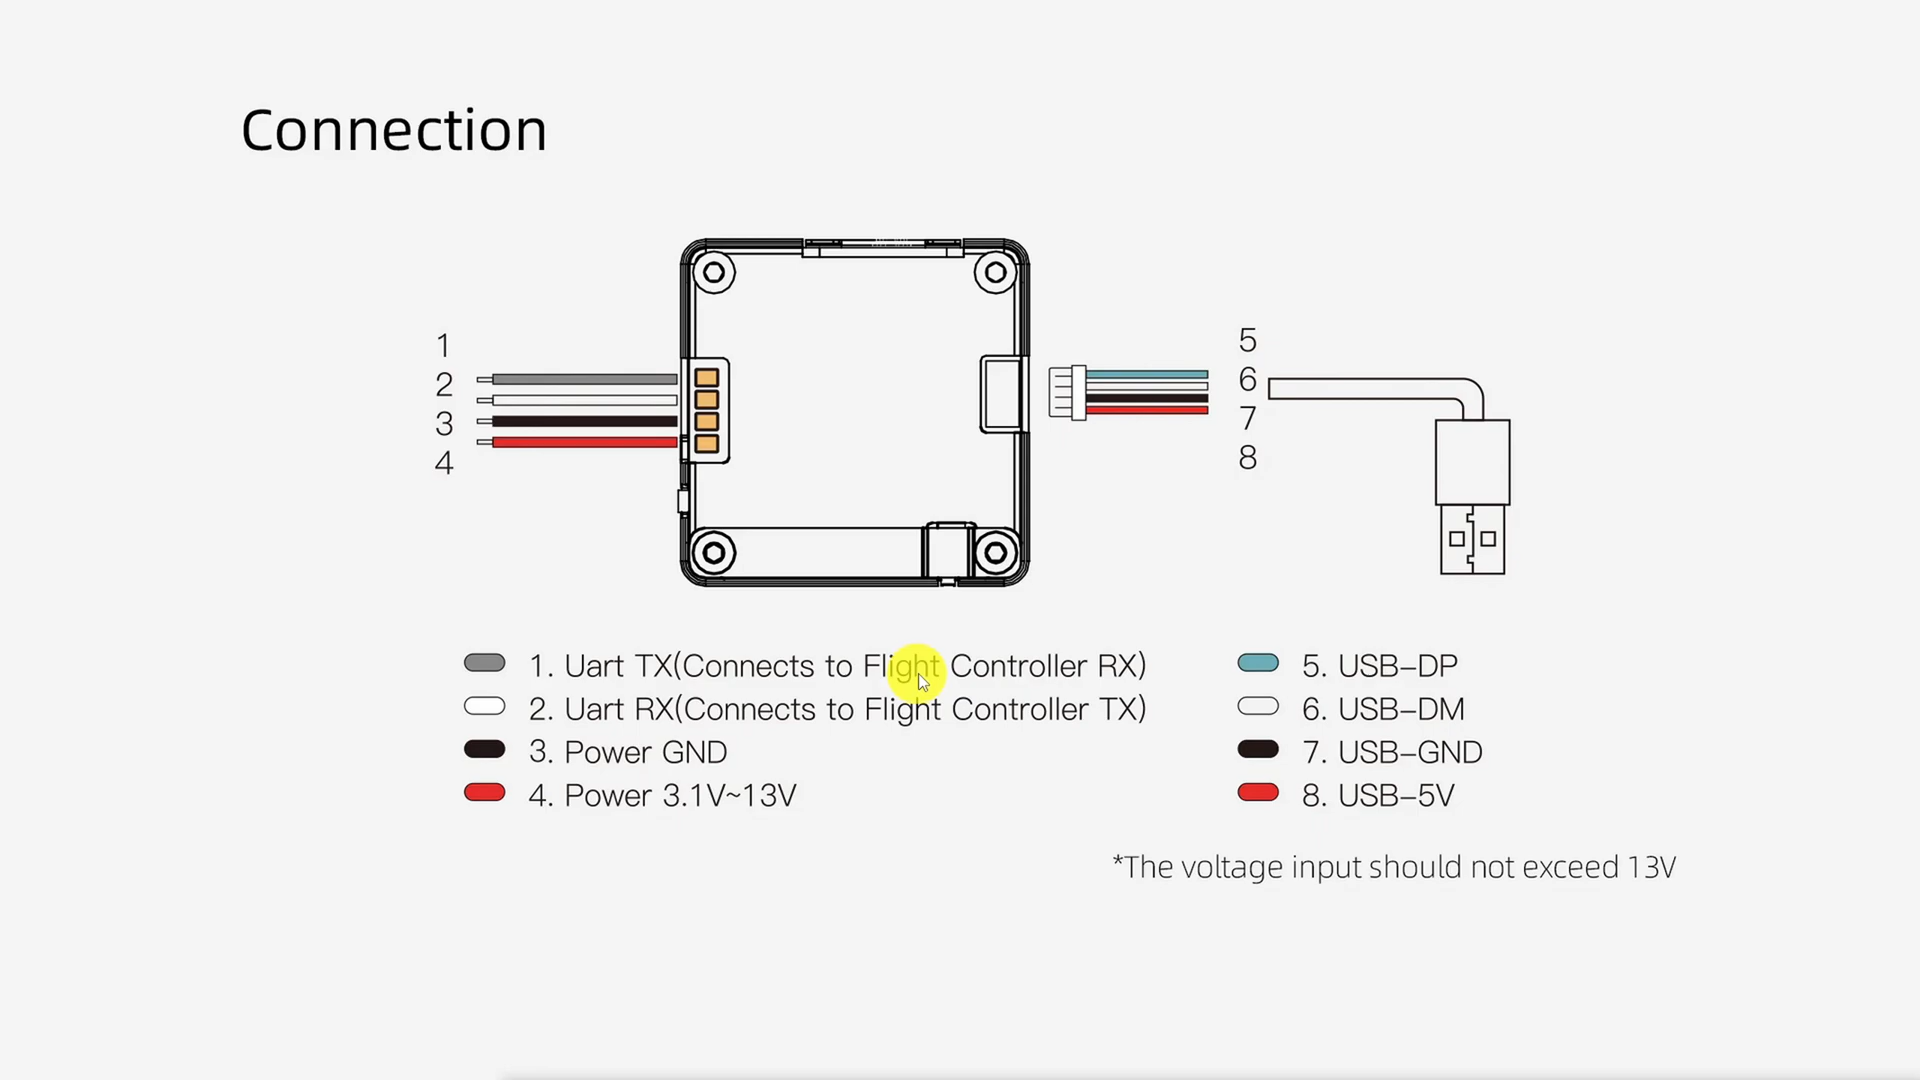 Connection
1
2
3
4
5
6
7
8
1. Uart TX(Connects to Flight Controller RX)
2. Uart RX(Connects to Flight Controller TX)
3. Power GND
4. Power 3.1V~13V
5. USB-DP
6. USB-DM
7. USB-GND
8. USB-5V
*The voltage input should not exceed 13V